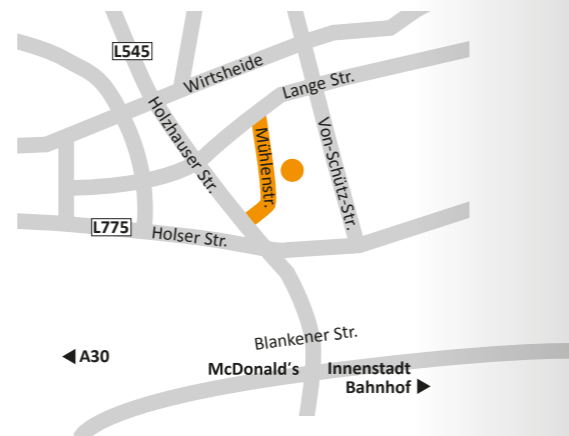 L545
Wirtsheide
Lange Str.
Holzhauser Str.
Mühlenstr.
Von-Schütz-Str.
L775
Holser Str.
Blankener Str.
A30
McDonald's
Innenstadt
Bahnhof